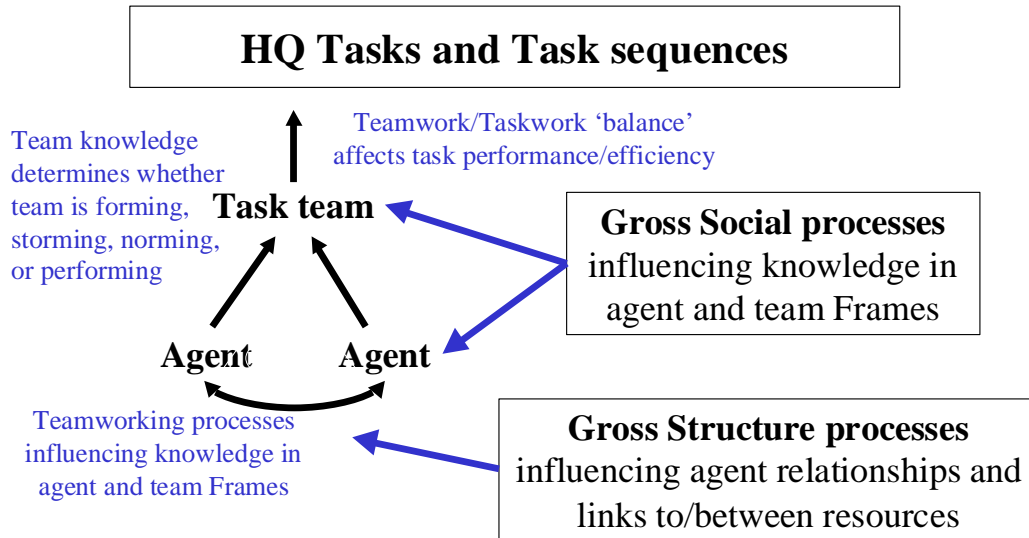 HQ Tasks and Task sequences
Teamwork/Taskwork ‘balance’
affects task performance/efficiency
Team knowledge
determines whether
team is forming,
storming, norming,
or performing
Task team
Gross Social processes
influencing knowledge in
agent and team Frames
Agent Agent
Teamworking processes
influencing knowledge in
agent and team Frames
Gross Structure processes
influencing agent relationships and
links to/between resources